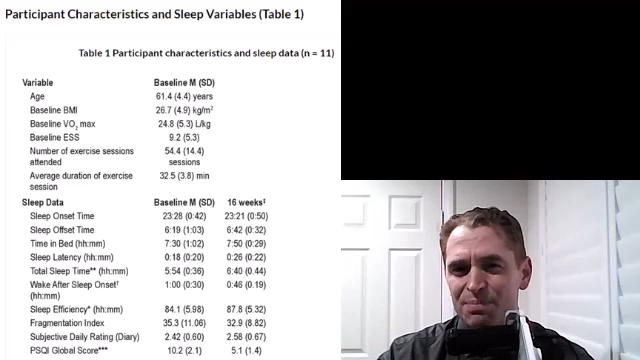 Participant Characteristics and Sleep Variables (Table 1)
Table 1 Participant characteristics and sleep data (n = 11)
Variable Baseline M (SD)
Age 61.4 (4.4) years
Baseline BMI 26.7 (4.9) kg/m²
Baseline VO₂ max 24.8 (5.3) L/kg
Baseline ESS 9.2 (5.3)
Number of exercise sessions 54.4 (14.4)
attended sessions
Average duration of exercise 32.5 (3.8) min
session
Sleep Data Baseline M (SD) 16 weeks‡
Sleep Onset Time 23:28 (0:42) 23:21 (0:50)
Sleep Offset Time 6:19 (1:03) 6:42 (0:32)
Time in Bed (hh:mm) 7:30 (1:02) 7:50 (0:29)
Sleep Latency (hh:mm) 0:18 (0:20) 0:26 (0:22)
Total Sleep Time** (hh:mm) 5:54 (0:36) 6:40 (0:44)
Wake After Sleep Onset† 1:00 (0:30) 0:46 (0.19)
(hh:mm)
Sleep Efficiency* (hh:mm) 84.1 (5.98) 87.8 (5.32)
Fragmentation Index 35.3 (11.06) 32.9 (8.82)
Subjective Daily Rating (Diary) 2.42 (0.60) 2.58 (0.67)
PSQI Global Score*** 10.2 (2.1) 5.1 (1.4)